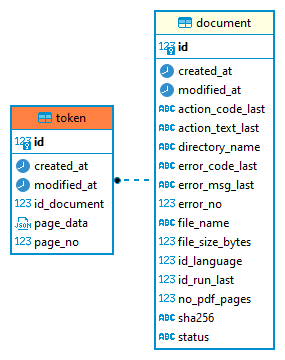 token
123 id
created_at
modified_at
123 id_document
JSON page_data
123 page_no
document
123 id
created_at
modified_at
ABC action_code_last
ABC action_text_last
ABC directory_name
ABC error_code_last
ABC error_msg_last
123 error_no
ABC file_name
123 file_size_bytes
123 id_language
123 id_run_last
123 no_pdf_pages
ABC sha256
ABC status